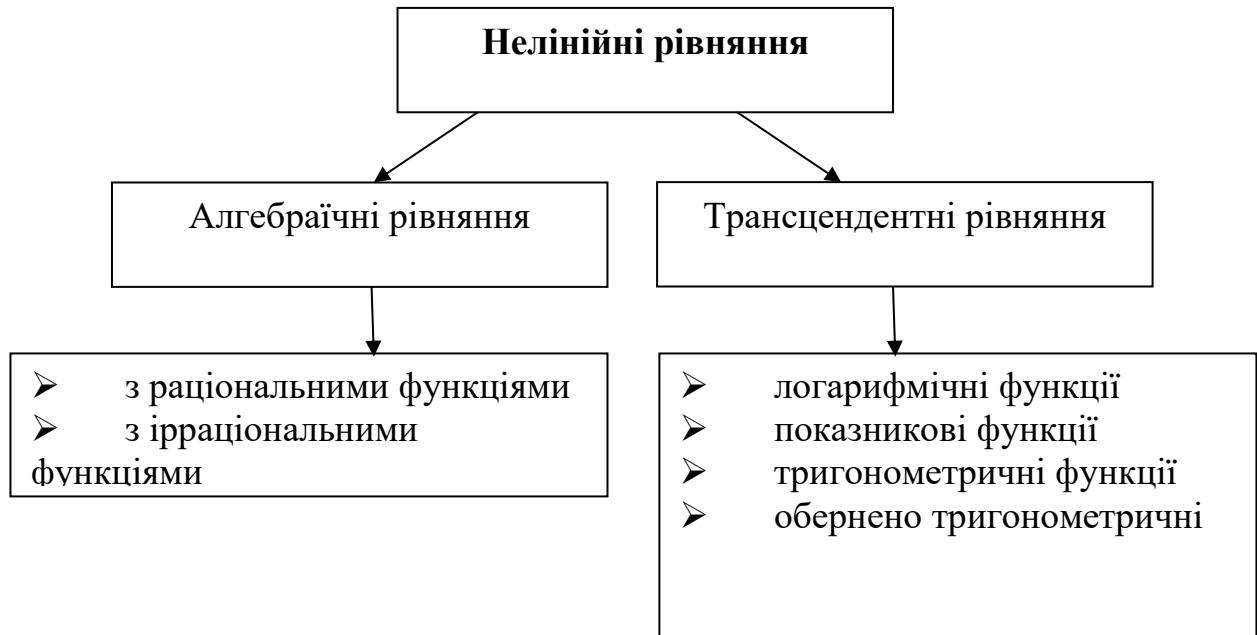 Нелінійні рівняння
Алгебраїчні рівняння
Трансцендентні рівняння
➢ з раціональними функціями
➢ з ірраціональними
функціями
➢ логарифмічні функції
➢ показникові функції
➢ тригонометричні функції
➢ обернено тригонометричні